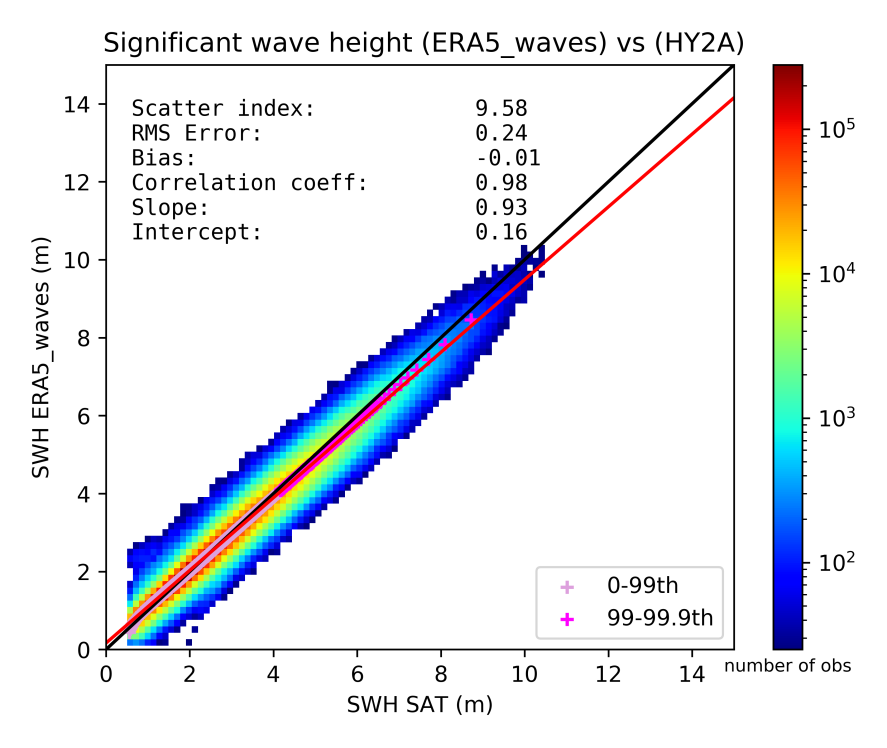 Significant wave height (ERA5_waves) vs (HY2A)
Scatter index: 9.58
RMS Error: 0.24
Bias: -0.01
Correlation coeff: 0.98
Slope: 0.93
Intercept: 0.16
14
12
10
8
6
4
2
0
SWH ERA5_waves (m)
0 2 4 6 8 10 12 14
SWH SAT (m)
0-99th
99-99.9th
10^5
10^4
10^3
10^2
number of obs